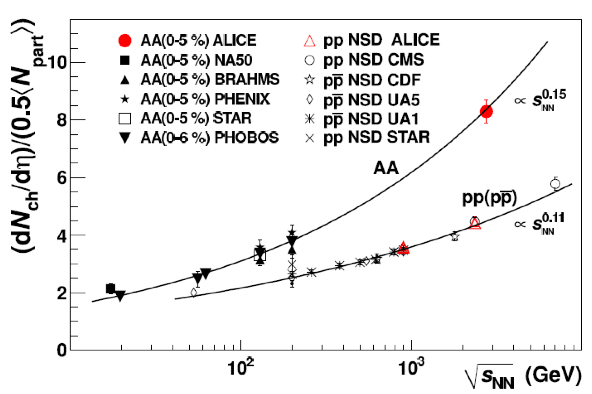 (dN_ch/dη)/(0.5⟨N_part⟩)
10
8
6
4
2
0
AA(0-5 %) ALICE
AA(0-5 %) NA50
AA(0-5 %) BRAHMS
AA(0-5 %) PHENIX
AA(0-5 %) STAR
AA(0-6 %) PHOBOS
pp NSD ALICE
pp NSD CMS
pp̅ NSD CDF
pp̅ NSD UA5
pp̅ NSD UA1
pp NSD STAR
∝ s_NN^0.15
AA
pp(pp̅)
∝ s_NN^0.11
10²
10³
√s_NN (GeV)